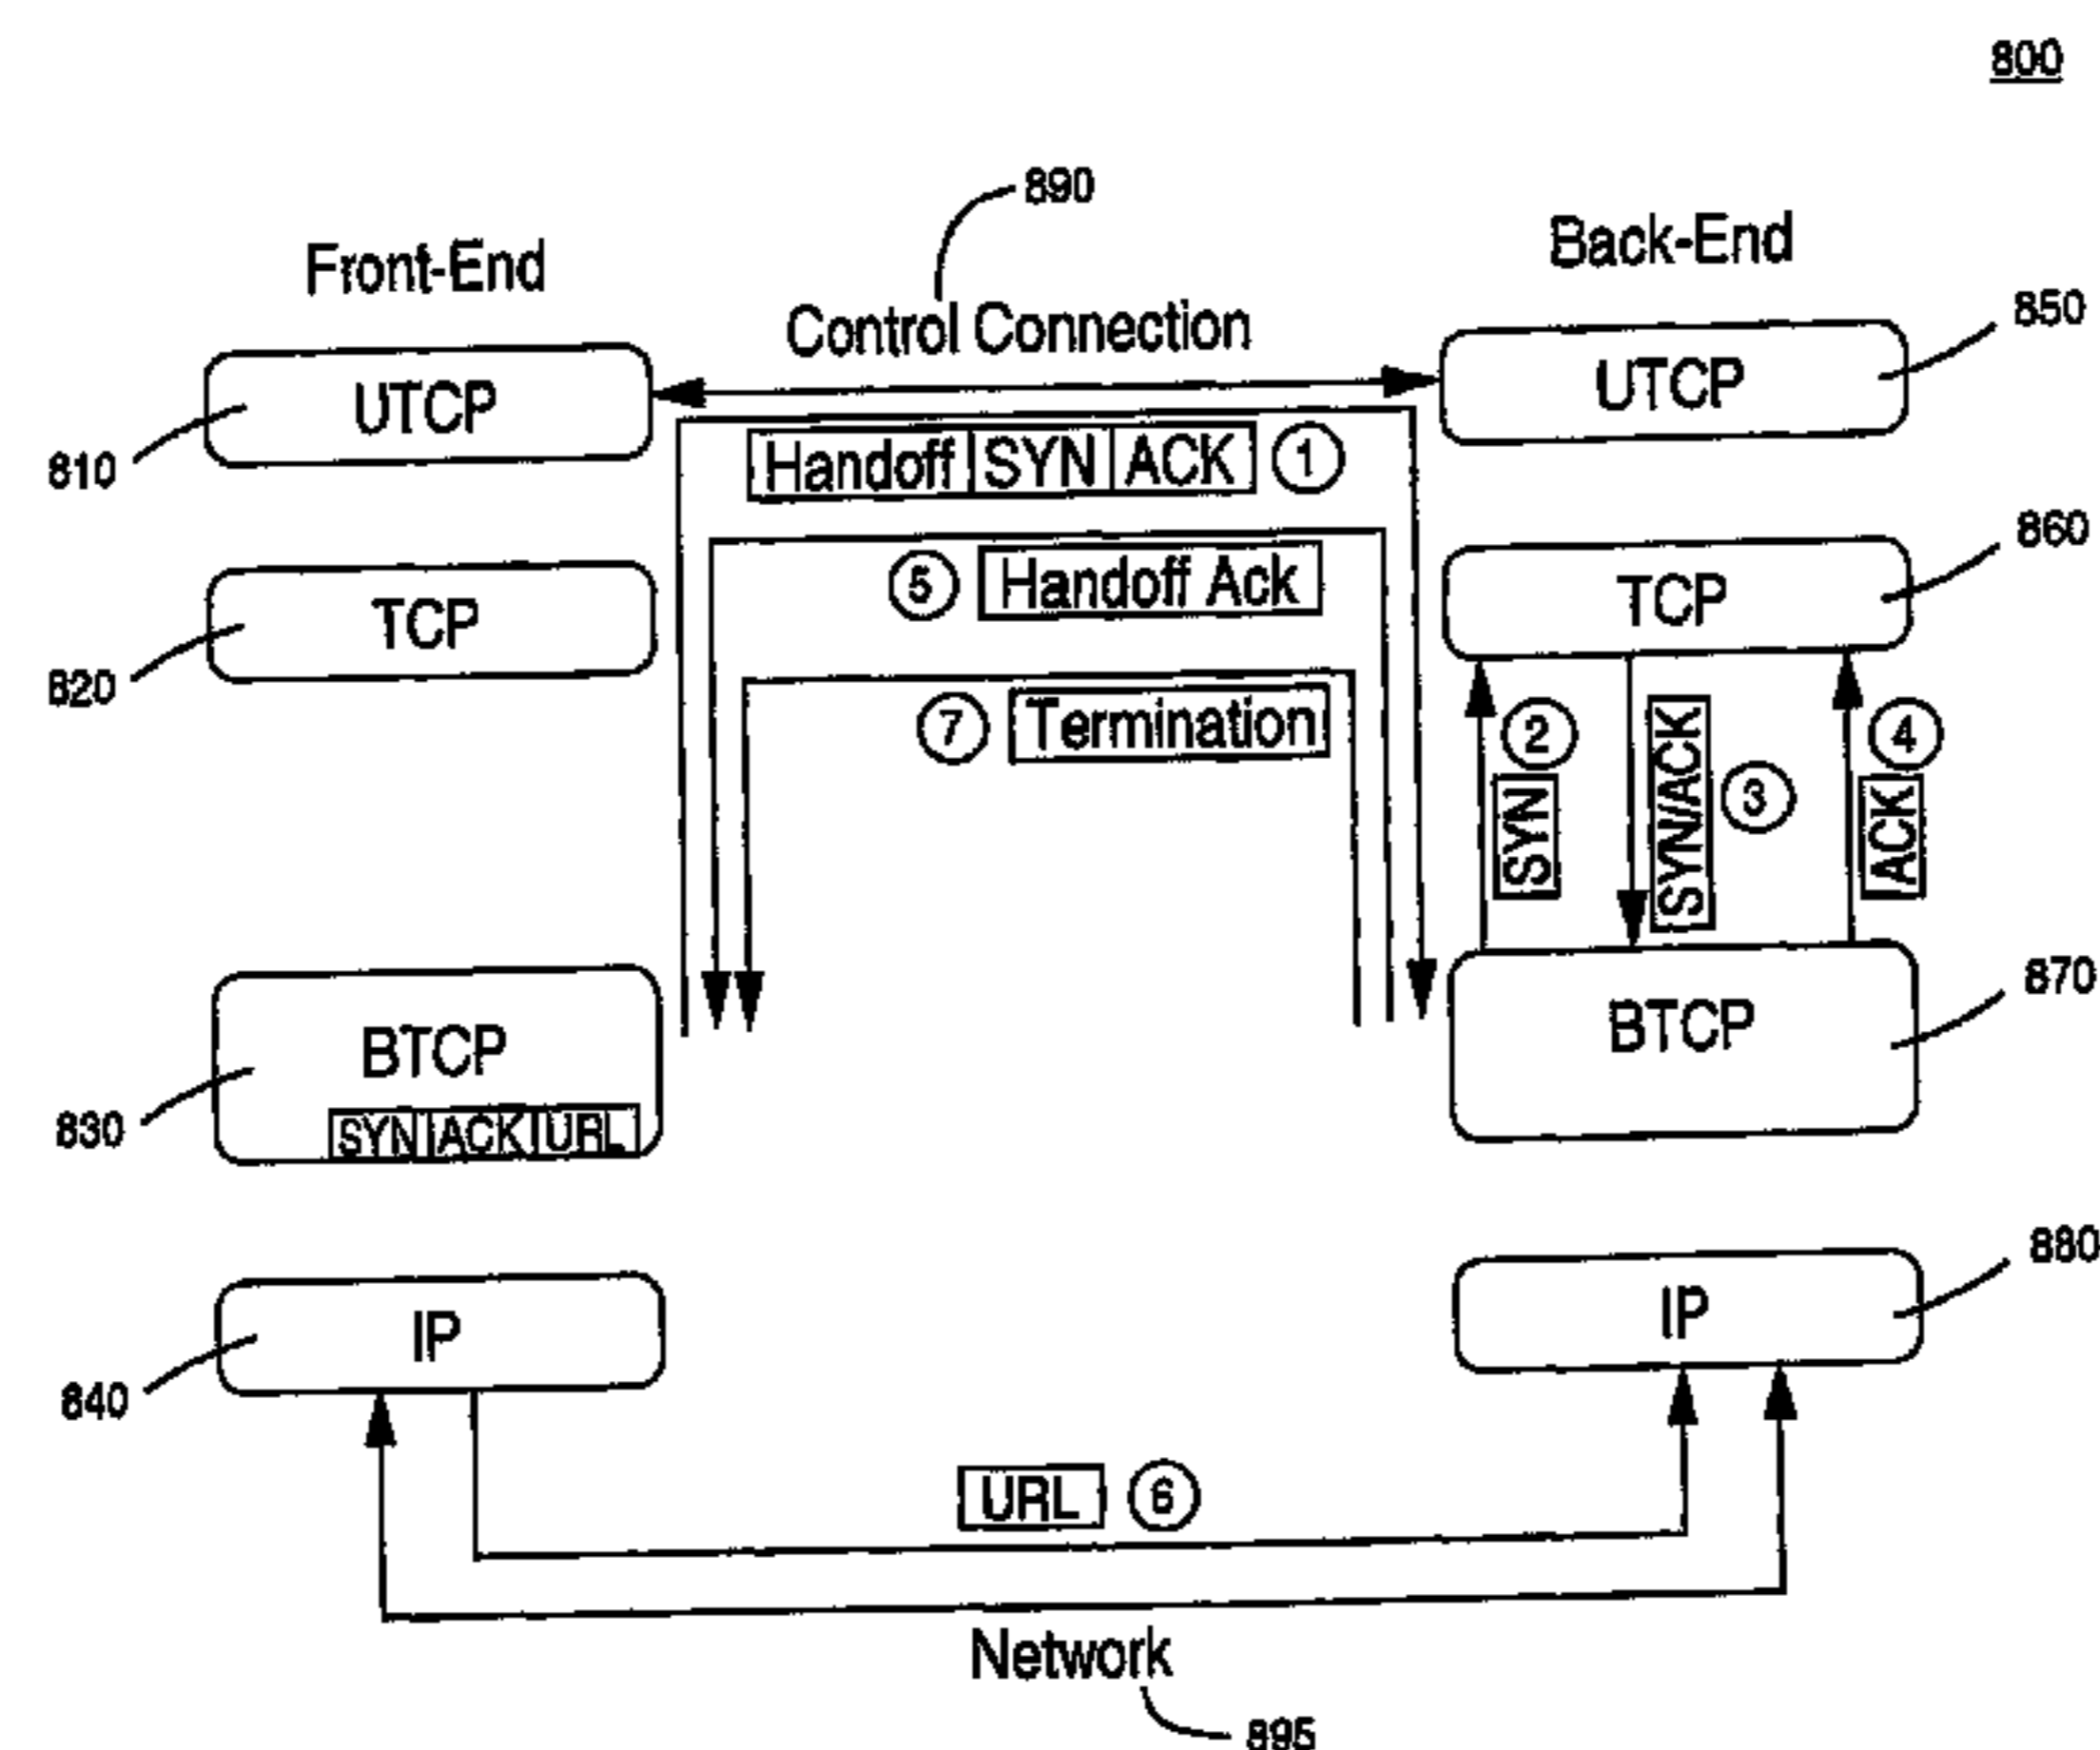 800
890
Front-End
Back-End
Control Connection
850
UTCP
UTCP
810
Handoff SYN ACK 1
860
5 Handoff Ack
TCP
TCP
820
7 Termination
2
SYN
SYN/ACK
3
4
ACK
870
BTCP
BTCP
830
SYN ACK URL
880
IP
IP
840
URL 6
Network
895